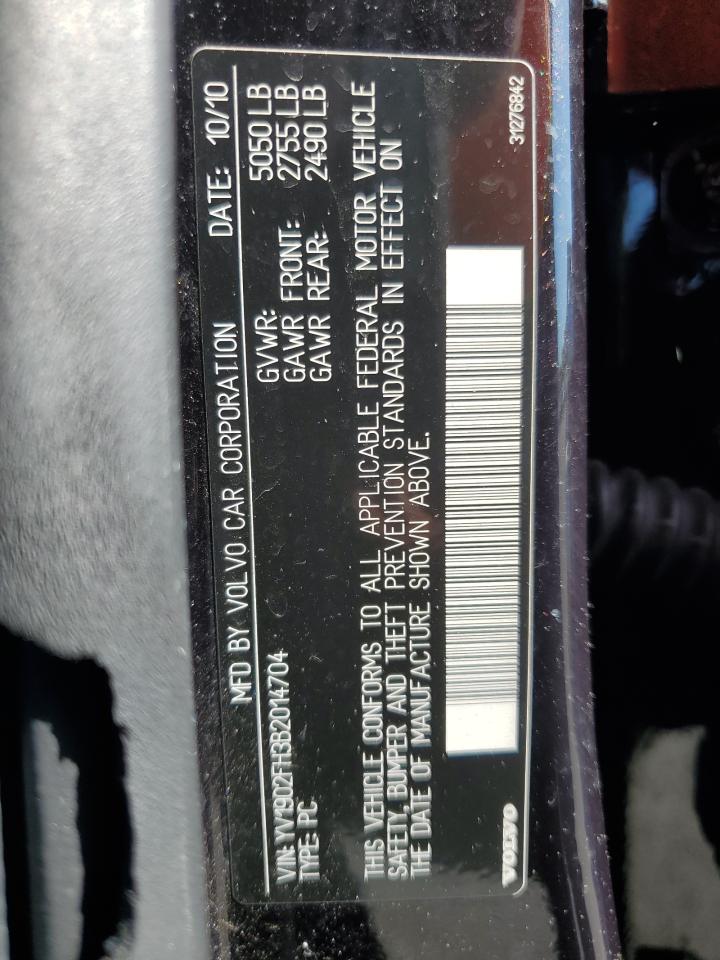 MFD BY VOLVO CAR CORPORATION DATE: 10/10
GVWR: 5050 LB
GAWR FRONT: 2755 LB
GAWR REAR: 2490 LB
VIN: YV1902FH3B2014704
TYPE: PC
THIS VEHICLE CONFORMS TO ALL APPLICABLE FEDERAL MOTOR VEHICLE
SAFETY, BUMPER AND THEFT PREVENTION STANDARDS IN EFFECT ON
THE DATE OF MANUFACTURE SHOWN ABOVE.
VOLVO
31276842